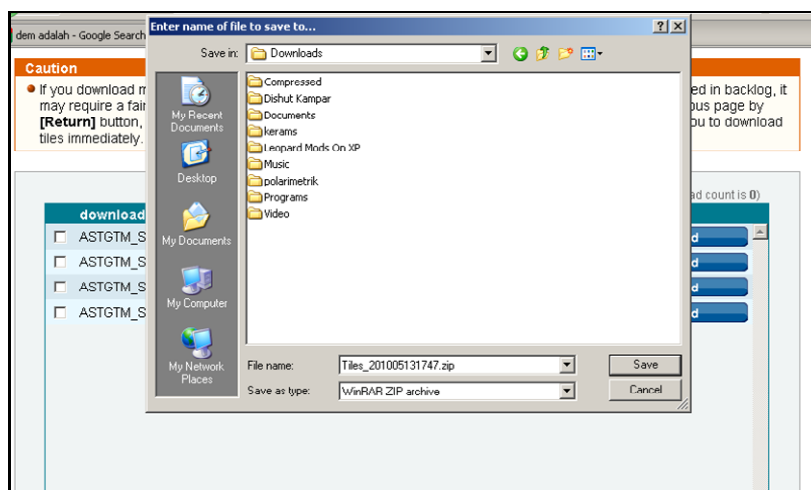 Enter name of file to save to...
dem adalah - Google Search
Save in: Downloads
Caution
If you download m
ed in backlog, it
may require a fair
ous page by
[Return] button,
ou to download
tiles immediately.
My Recent
Documents
Desktop
My Documents
My Computer
My Network
Places
Compressed
Dishut Kampar
Documents
kerams
Leopard Mods On XP
Music
polarimetrik
Programs
Video
ad count is 0)
download
ASTGTM_S
d
ASTGTM_S
d
ASTGTM_S
d
ASTGTM_S
d
File name: Tiles_201005131747.zip Save
Save as type: WinRAR ZIP archive Cancel